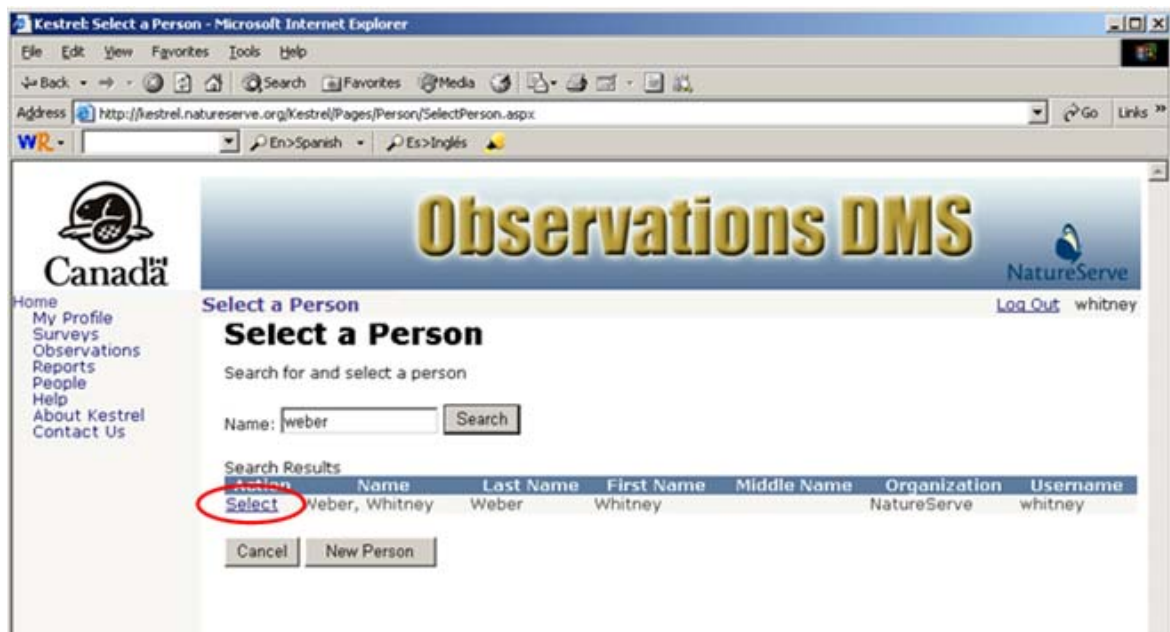 Kestrel: Select a Person - Microsoft Internet Explorer
File Edit View Favorites Tools Help
Back Search Favorites Media
Address http://kestrel.natureserve.org/Kestrel/Pages/Person/SelectPerson.aspx Go Links »
WR En>Spanish Es>Inglés
Observations DMS
Canadä
NatureServe
Home
My Profile
Surveys
Observations
Reports
People
Help
About Kestrel
Contact Us
Select a Person
Log Out whitney
Select a Person
Search for and select a person
Name: weber Search
Search Results
Action Name Last Name First Name Middle Name Organization Username
Select Weber, Whitney Weber Whitney NatureServe whitney
Cancel New Person